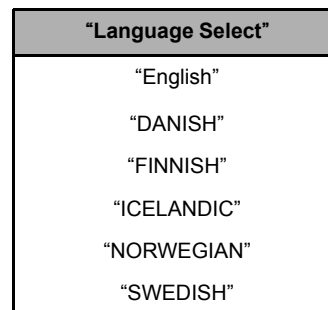 “Language Select”
“English”
“DANISH”
“FINNISH”
“ICELANDIC”
“NORWEGIAN”
“SWEDISH”